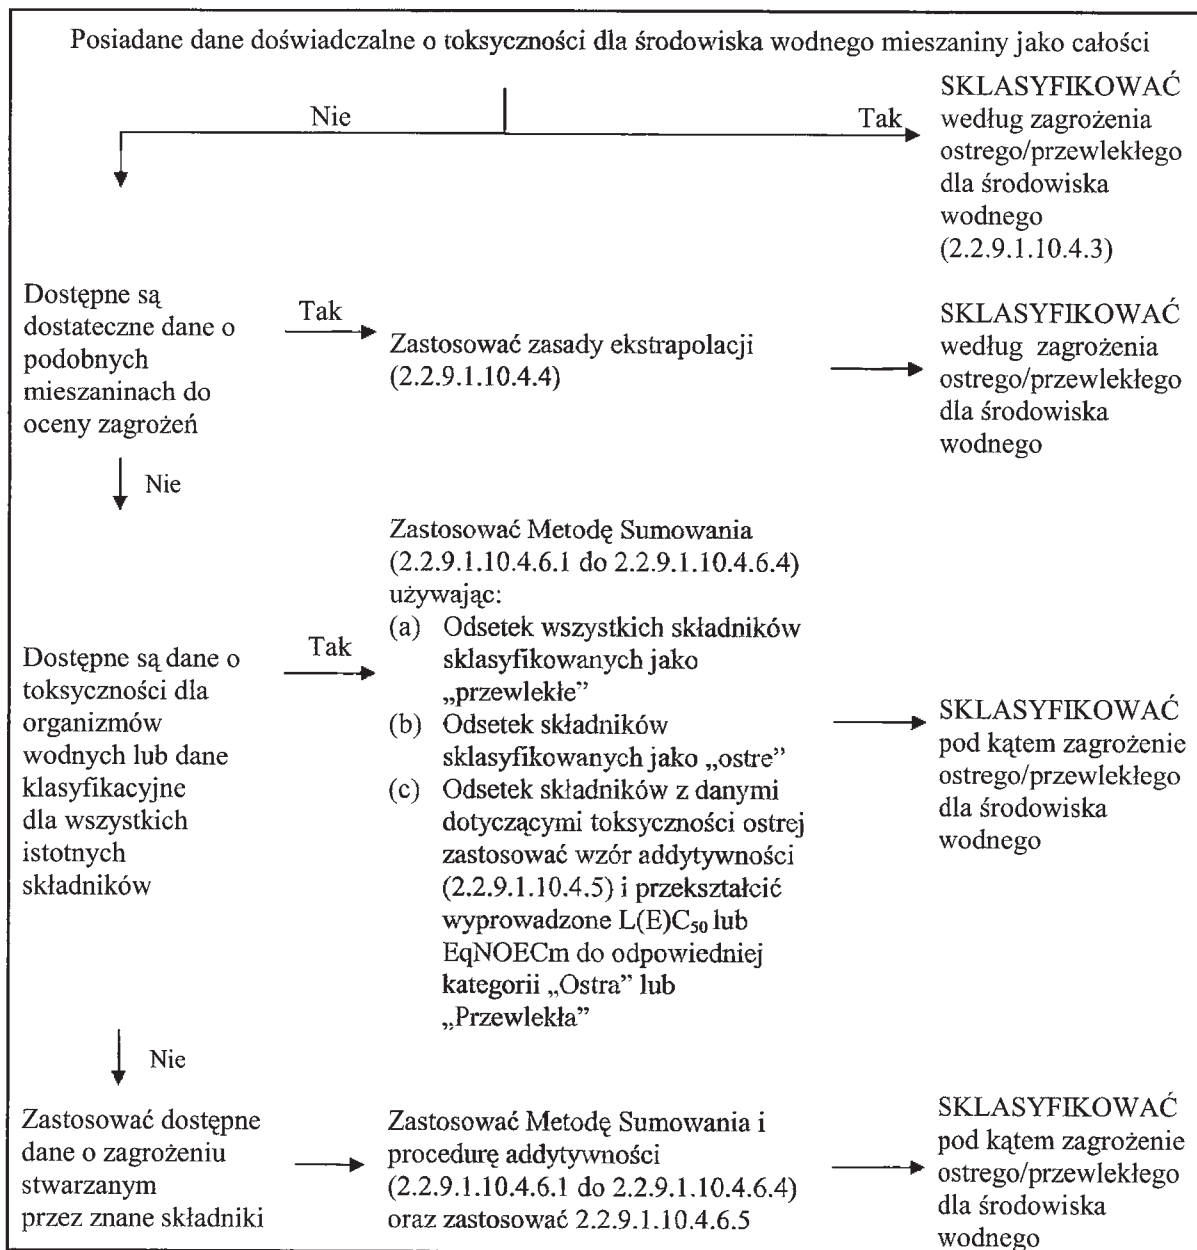 Posiadane dane doświadczalne o toksyczności dla środowiska wodnego mieszaniny jako całości
Nie
Tak
SKLASYFIKOWAĆ
według zagrożenia
ostrego/przewlekłego
dla środowiska
wodnego
(2.2.9.1.10.4.3)
Dostępne są
dostateczne dane o
podobnych
mieszaninach do
oceny zagrożeń
Tak
Zastosować zasady ekstrapolacji
(2.2.9.1.10.4.4)
SKLASYFIKOWAĆ
według zagrożenia
ostrego/przewlekłego
dla środowiska
wodnego
Nie
Dostępne są dane o
toksyczności dla
organizmów
wodnych lub dane
klasyfikacyjne
dla wszystkich
istotnych
składników
Tak
Zastosować Metodę Sumowania
(2.2.9.1.10.4.6.1 do 2.2.9.1.10.4.6.4)
używając:
(a) Odsetek wszystkich składników
sklasyfikowanych jako
„przewlekłe”
(b) Odsetek składników
sklasyfikowanych jako „ostre”
(c) Odsetek składników z danymi
dotyczącymi toksyczności ostrej
zastosować wzór addytywności
(2.2.9.1.10.4.5) i przekształcić
wyprowadzone L(E)C₅₀ lub
EqNOECm do odpowiedniej
kategorii „Ostra” lub
„Przewlekła”
SKLASYFIKOWAĆ
pod kątem zagrożenie
ostrego/przewlekłego
dla środowiska
wodnego
Nie
Zastosować dostępne
dane o zagrożeniu
stwarzanym
przez znane składniki
Zastosować Metodę Sumowania i
procedurę addytywności
(2.2.9.1.10.4.6.1 do 2.2.9.1.10.4.6.4)
oraz zastosować 2.2.9.1.10.4.6.5
SKLASYFIKOWAĆ
pod kątem zagrożenie
ostrego/przewlekłego
dla środowiska
wodnego